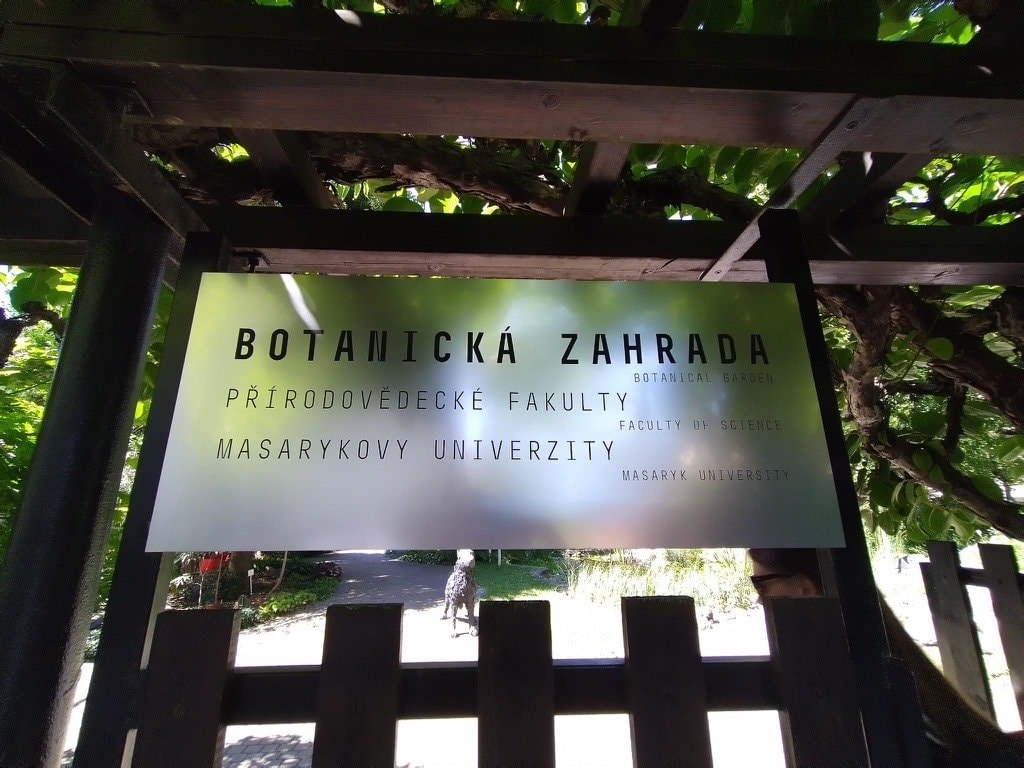 BOTANICKÁ ZAHRADA
BOTANICAL GARDEN
PŘÍRODOVĚDECKÉ FAKULTY
FACULTY OF SCIENCE
MASARYKOVY UNIVERZITY
MASARYK UNIVERSITY